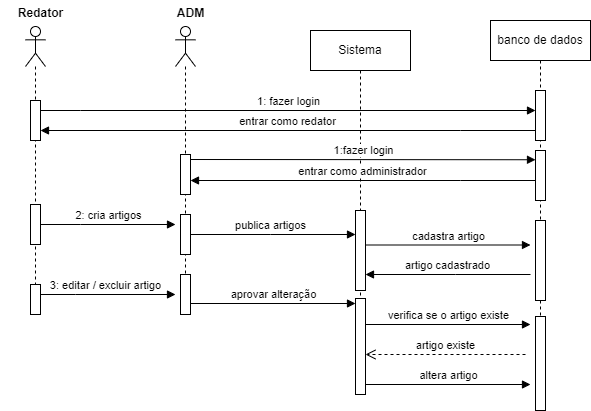 Redator
ADM
Sistema
banco de dados
1: fazer login
entrar como redator
1:fazer login
entrar como administrador
2: cria artigos
publica artigos
cadastra artigo
artigo cadastrado
3: editar / excluir artigo
aprovar alteração
verifica se o artigo existe
artigo existe
altera artigo